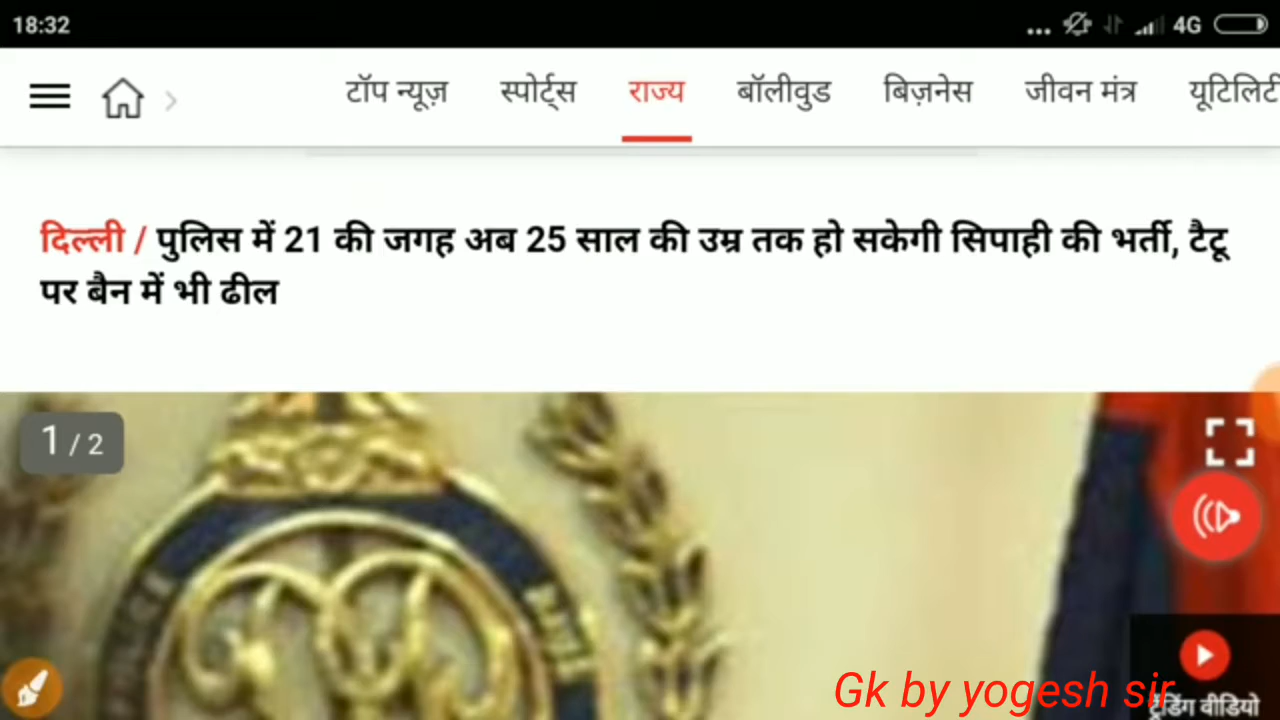 18:32
4G
टॉप न्यूज़ स्पोर्ट्स राज्य बॉलीवुड बिज़नेस जीवन मंत्र यूटिलिटी
दिल्ली / पुलिस में 21 की जगह अब 25 साल की उम्र तक हो सकेगी सिपाही की भर्ती, टैटू
पर बैन में भी ढील
1 / 2
Gk by yogesh sir
ट्रेंडिंग वीडियो